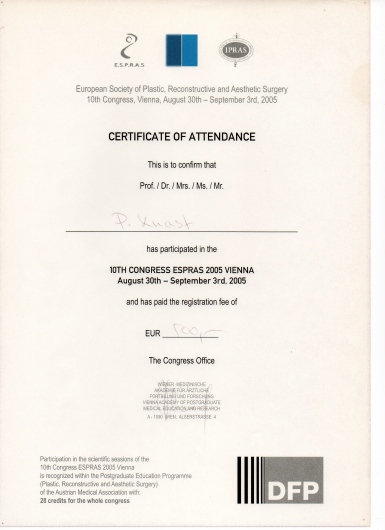 E.S.P.R.A.S
IPRAS
European Society of Plastic, Reconstructive and Aesthetic Surgery
10th Congress, Vienna, August 30th – September 3rd, 2005
CERTIFICATE OF ATTENDANCE
This is to confirm that
Prof. / Dr. / Mrs. / Ms. / Mr.
P.
has participated in the
10TH CONGRESS ESPRAS 2005 VIENNA
August 30th – September 3rd, 2005
and has paid the registration fee of
EUR
The Congress Office
WIENER MEDIZINISCHE
AKADEMIE FÜR ÄRZTLICHE
FORTBILDUNG UND FORSCHUNG
VIENNA ACADEMY OF POSTGRADUATE
MEDICAL EDUCATION AND RESEARCH
A - 1090 WIEN, ALSERSTRASSE 4
Participation in the scientific sessions of the
10th Congress ESPRAS 2005 Vienna
is recognized within the Postgraduate Education Programme
(Plastic, Reconstructive and Aesthetic Surgery)
of the Austrian Medical Association with:
28 credits for the whole congress
DFP